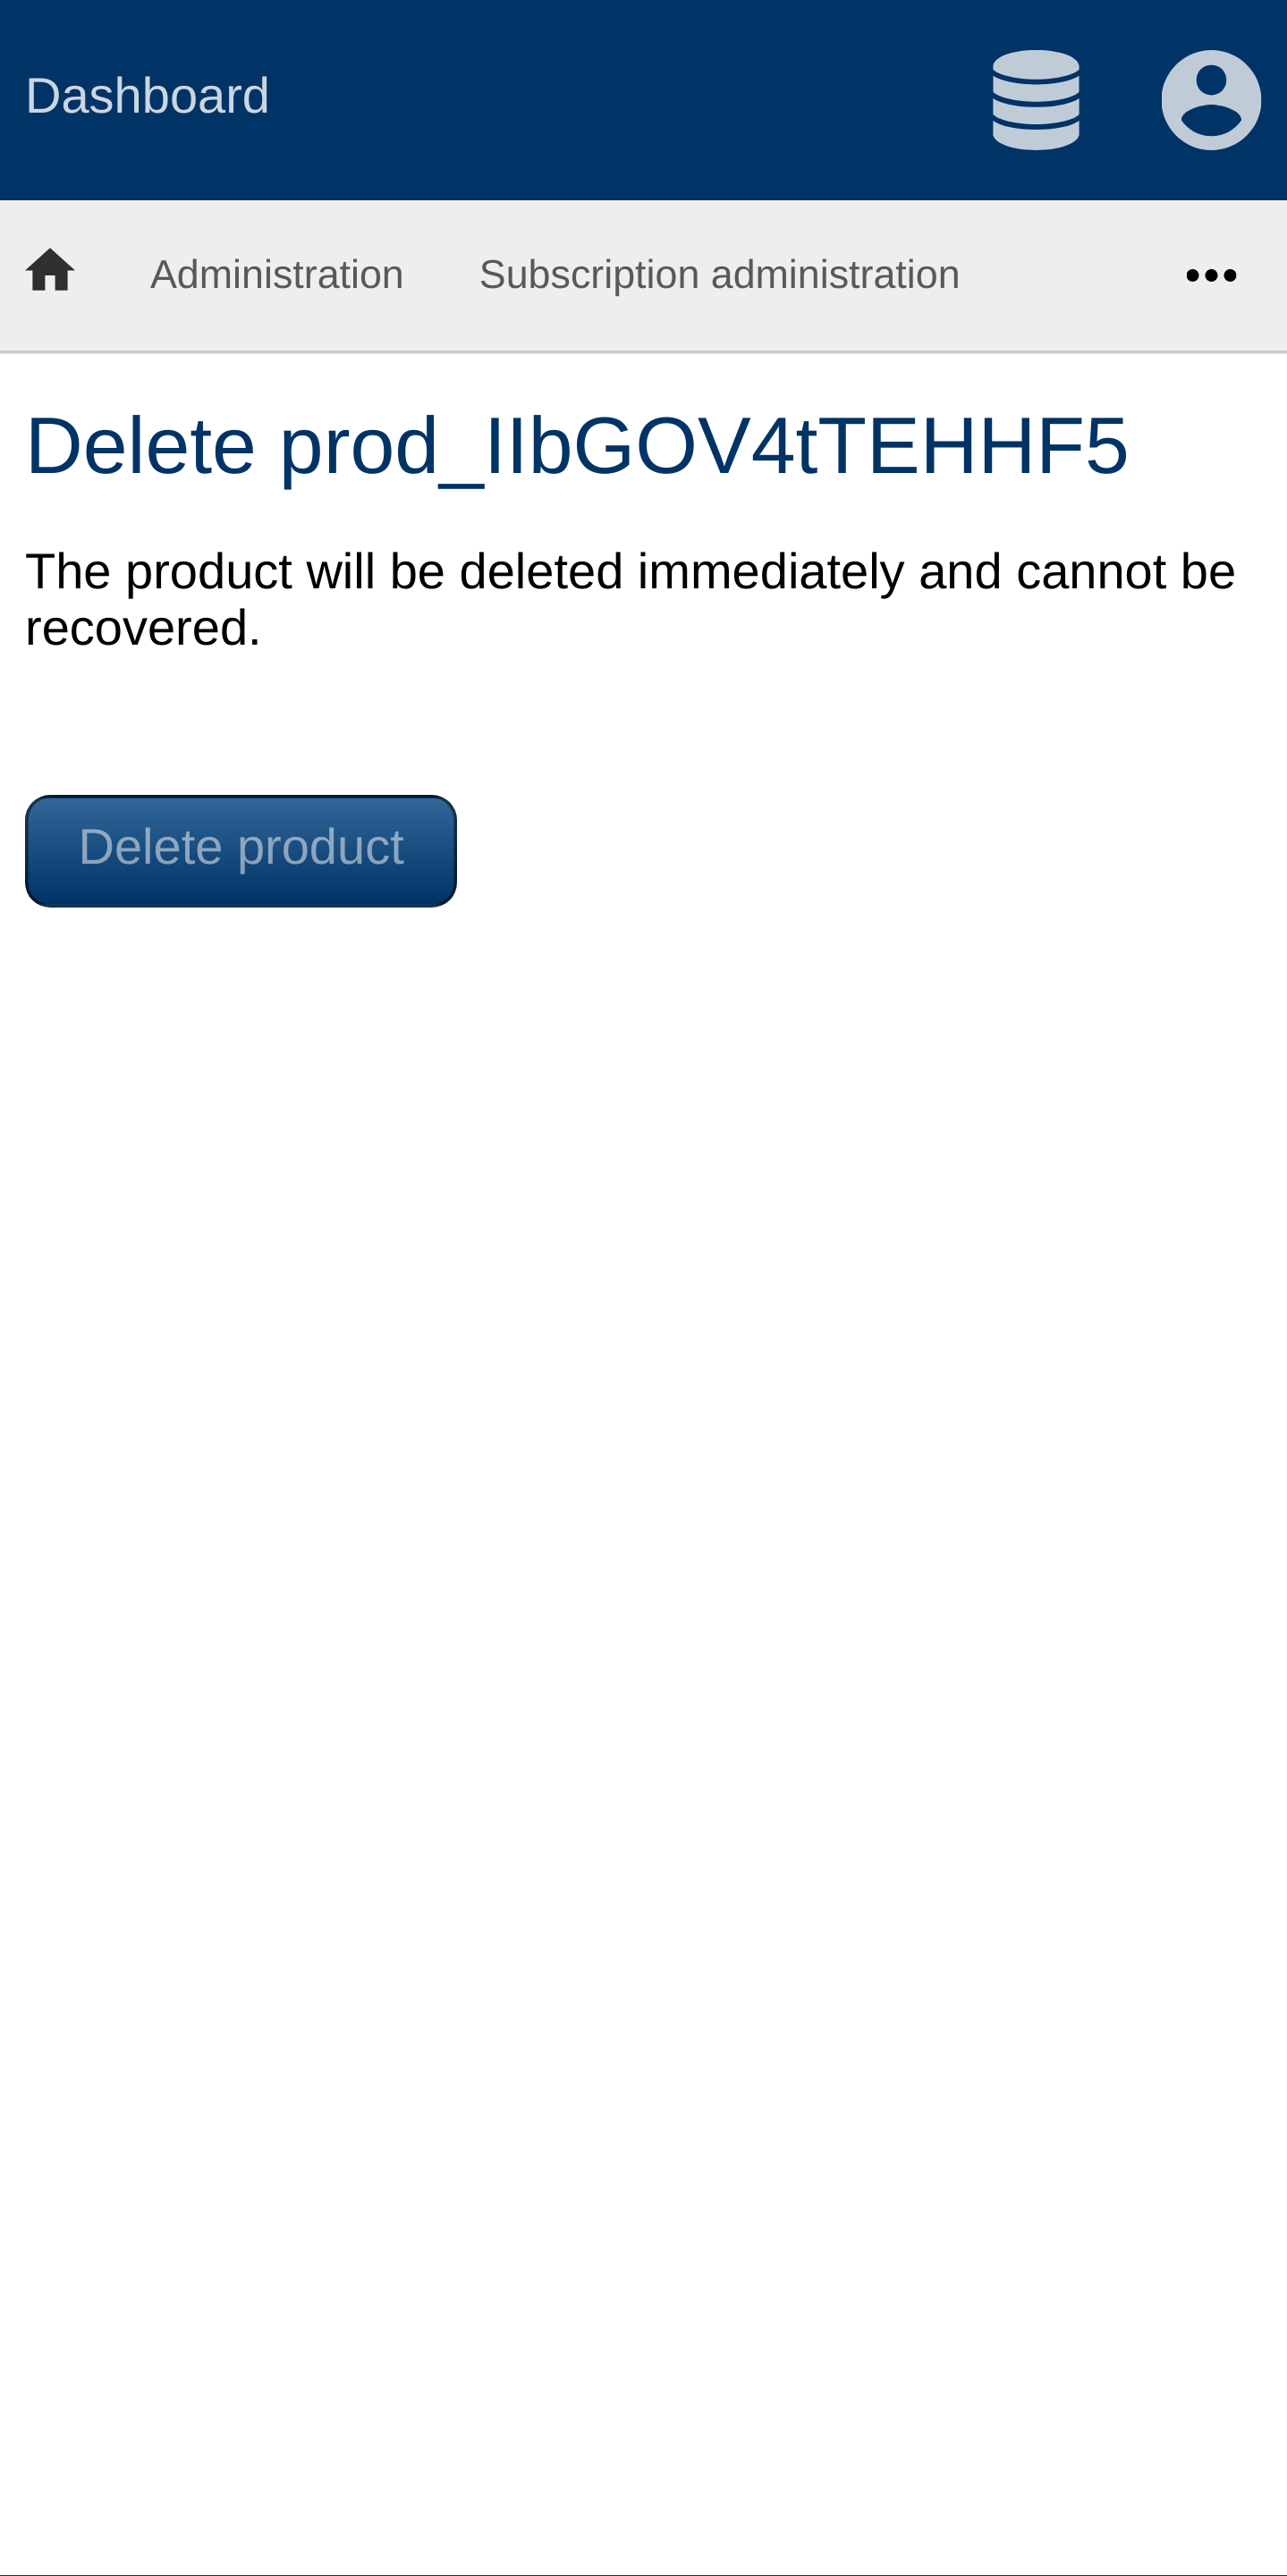 Dashboard
Administration Subscription administration
Delete prod_IIbGOV4tTEHHF5
The product will be deleted immediately and cannot be
recovered.
Delete product